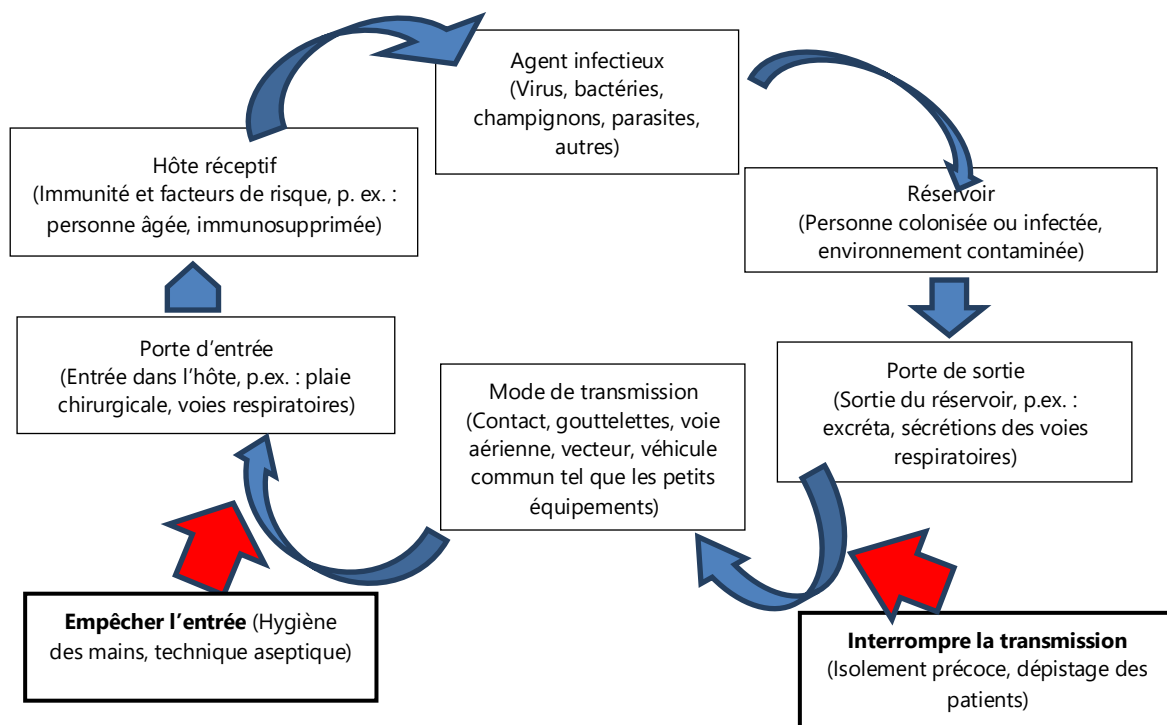 Agent infectieux
(Virus, bactéries,
champignons, parasites,
autres)
Hôte réceptif
(Immunité et facteurs de risque, p. ex. :
personne âgée, immunosupprimée)
Réservoir
(Personne colonisée ou infectée,
environnement contaminée)
Porte d’entrée
(Entrée dans l’hôte, p.ex. : plaie
chirurgicale, voies respiratoires)
Mode de transmission
(Contact, gouttelettes, voie
aérienne, vecteur, véhicule
commun tel que les petits
équipements)
Porte de sortie
(Sortie du réservoir, p.ex. :
excréta, sécrétions des voies
respiratoires)
Empêcher l’entrée (Hygiène
des mains, technique aseptique)
Interrompre la transmission
(Isolement précoce, dépistage des
patients)